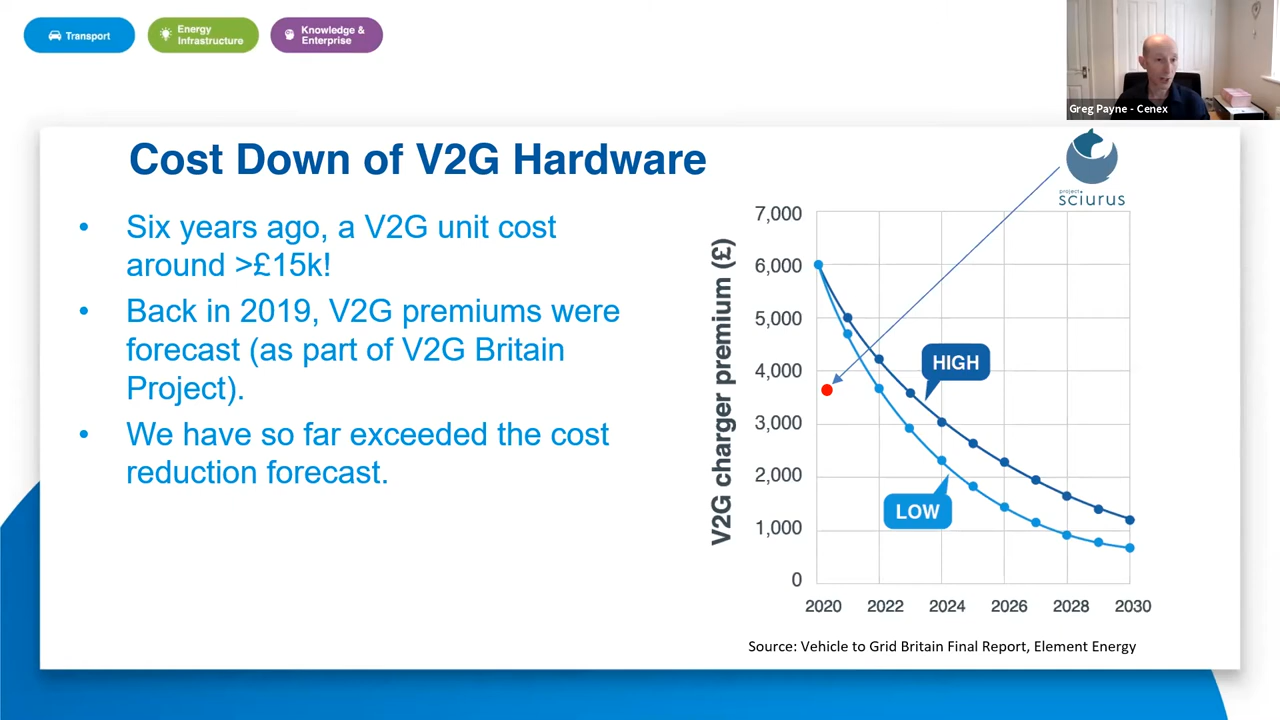 Transport
Energy
Infrastructure
Knowledge &
Enterprise
Greg Payne - Cenex
Cost Down of V2G Hardware
• Six years ago, a V2G unit cost
around >£15k!
• Back in 2019, V2G premiums were
forecast (as part of V2G Britain
Project).
• We have so far exceeded the cost
reduction forecast.
project.
sciurus
V2G charger premium (£)
7,000
6,000
5,000
4,000
3,000
2,000
1,000
0
HIGH
LOW
2020 2022 2024 2026 2028 2030
Source: Vehicle to Grid Britain Final Report, Element Energy